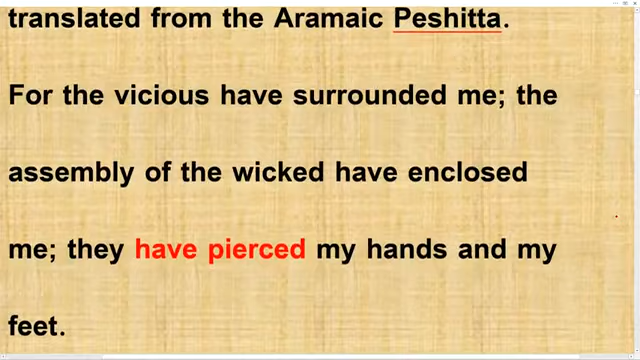 translated from the Aramaic Peshitta.
For the vicious have surrounded me; the
assembly of the wicked have enclosed
me; they have pierced my hands and my
feet.